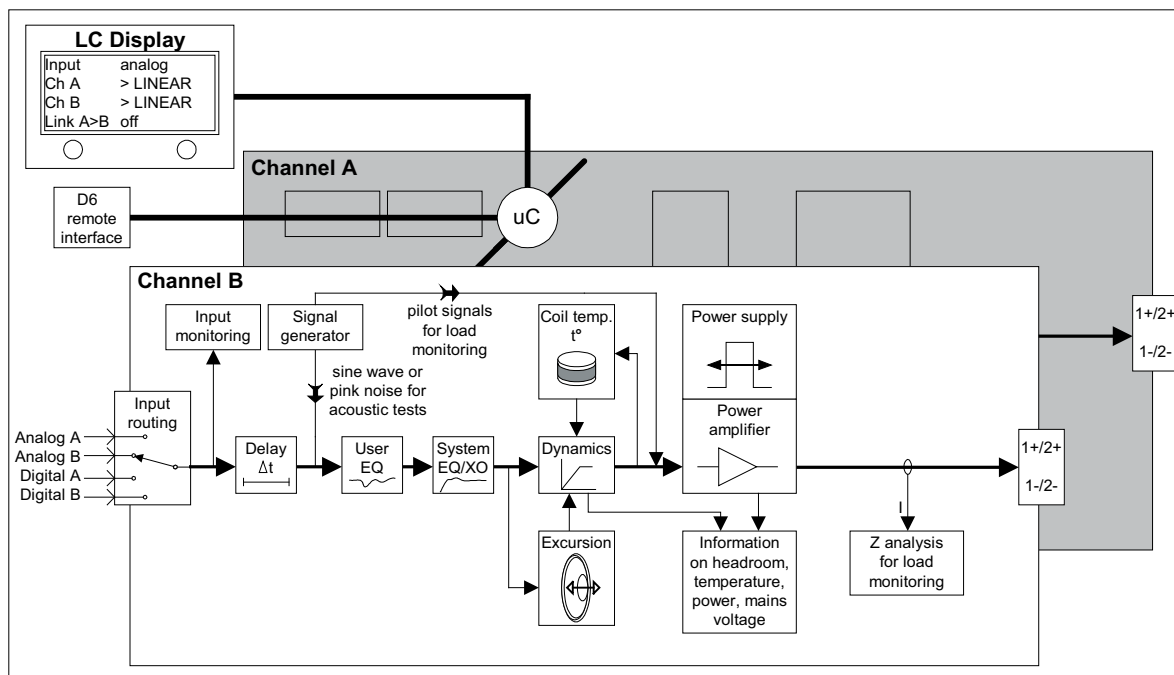 LC Display
Input analog
Ch A > LINEAR
Ch B > LINEAR
Link A>B off
Channel A
D6
remote
interface
uC
Channel B
Input
monitoring
Signal
generator
pilot signals
for load
monitoring
Coil temp.
t°
Power supply
1+/2+
1-/2-
sine wave or
pink noise for
acoustic tests
Input
routing
Analog A
Analog B
Digital A
Digital B
Delay
Δt
User
EQ
System
EQ/XO
Dynamics
Power
amplifier
1+/2+
1-/2-
I
Excursion
Information
on headroom,
temperature,
power, mains
voltage
Z analysis
for load
monitoring